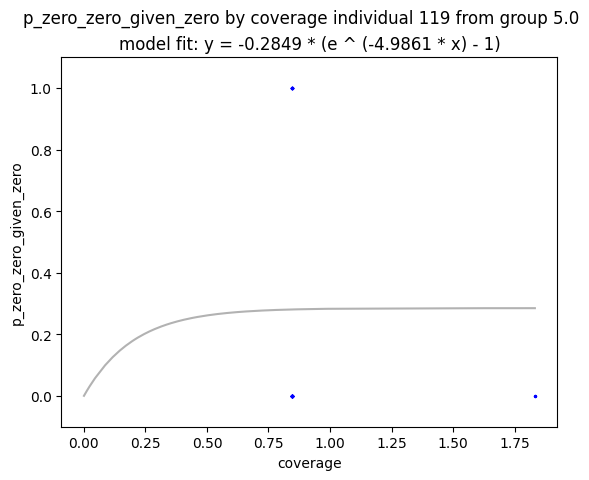 p_zero_zero_given_zero by coverage individual 119 from group 5.0
model fit: y = -0.2849 * (e ^ (-4.9861 * x) - 1)
1.0
0.8
0.6
0.4
0.2
0.0
p_zero_zero_given_zero
0.00 0.25 0.50 0.75 1.00 1.25 1.50 1.75
coverage